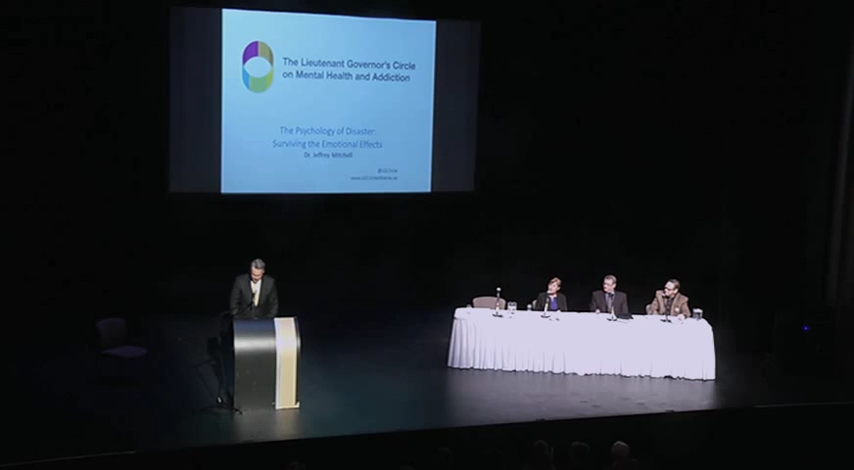 The Lieutenant Governor's Circle
on Mental Health and Addiction
The Psychology of Disaster:
Surviving the Emotional Effects
Dr. Jeffrey Mitchell